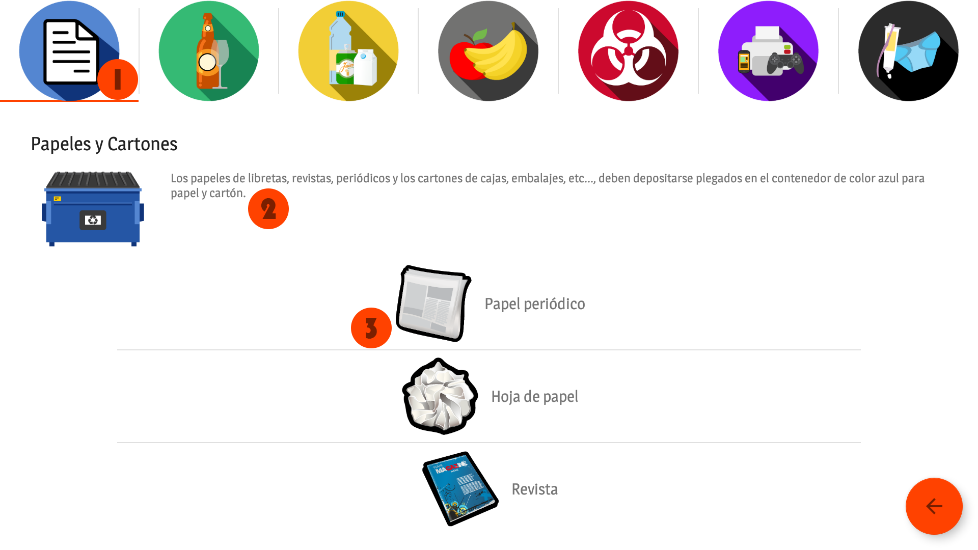 1
Papeles y Cartones
Los papeles de libretas, revistas, periódicos y los cartones de cajas, embalajes, etc..., deben depositarse plegados en el contenedor de color azul para
papel y cartón.
2
3
Papel periódico
Hoja de papel
Revista